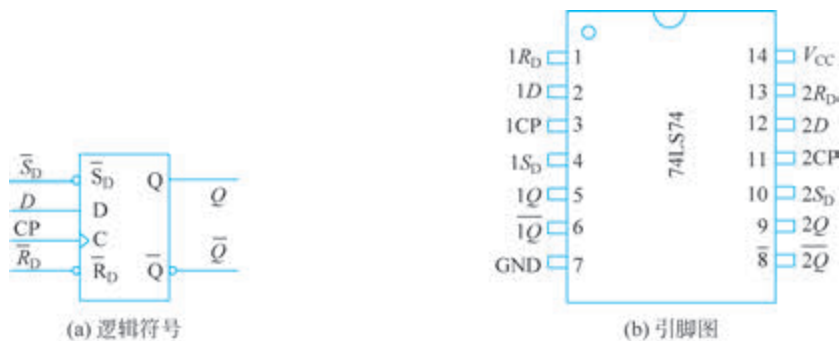 S̅D S̅D Q Q
D D
CP C
R̅D R̅D Q̅ Q̅
(a) 逻辑符号
1RD 1 14 VCC
1D 2 13 2RD
1CP 3 12 2D
1SD 4 11 2CP
1Q 5 10 2SD
1Q̅ 6 9 2Q
GND 7 8̅ 2Q̅
74LS74
(b) 引脚图